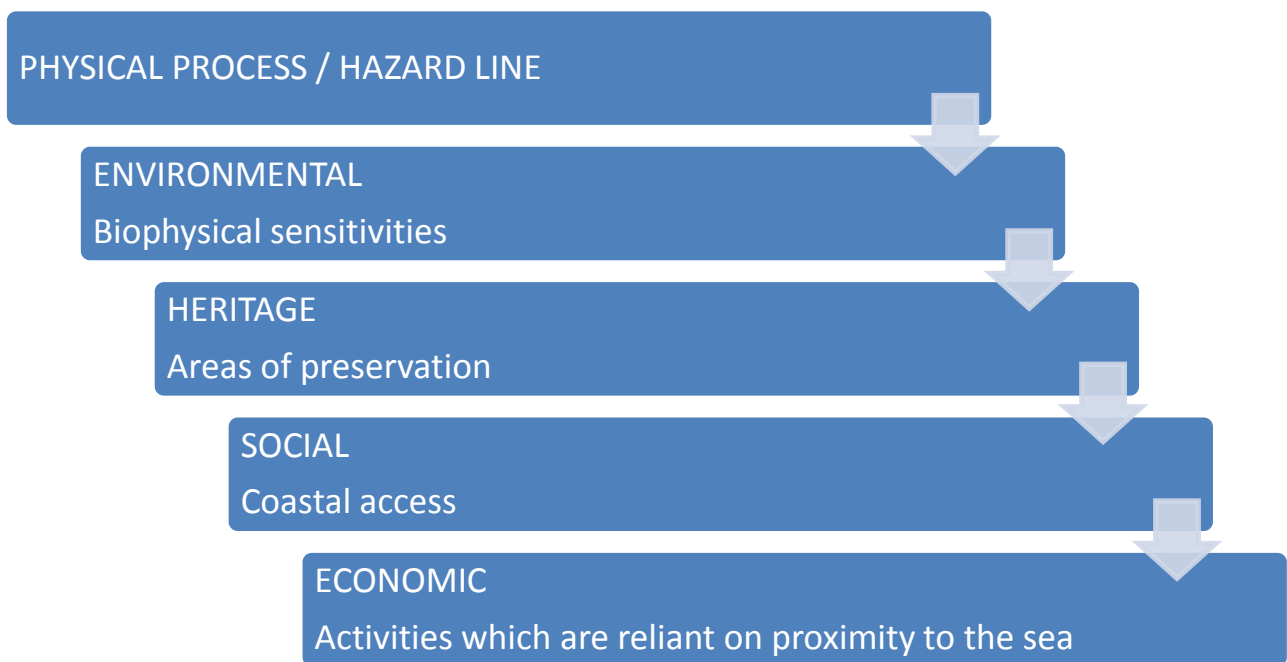 PHYSICAL PROCESS / HAZARD LINE
ENVIRONMENTAL
Biophysical sensitivities
HERITAGE
Areas of preservation
SOCIAL
Coastal access
ECONOMIC
Activities which are reliant on proximity to the sea